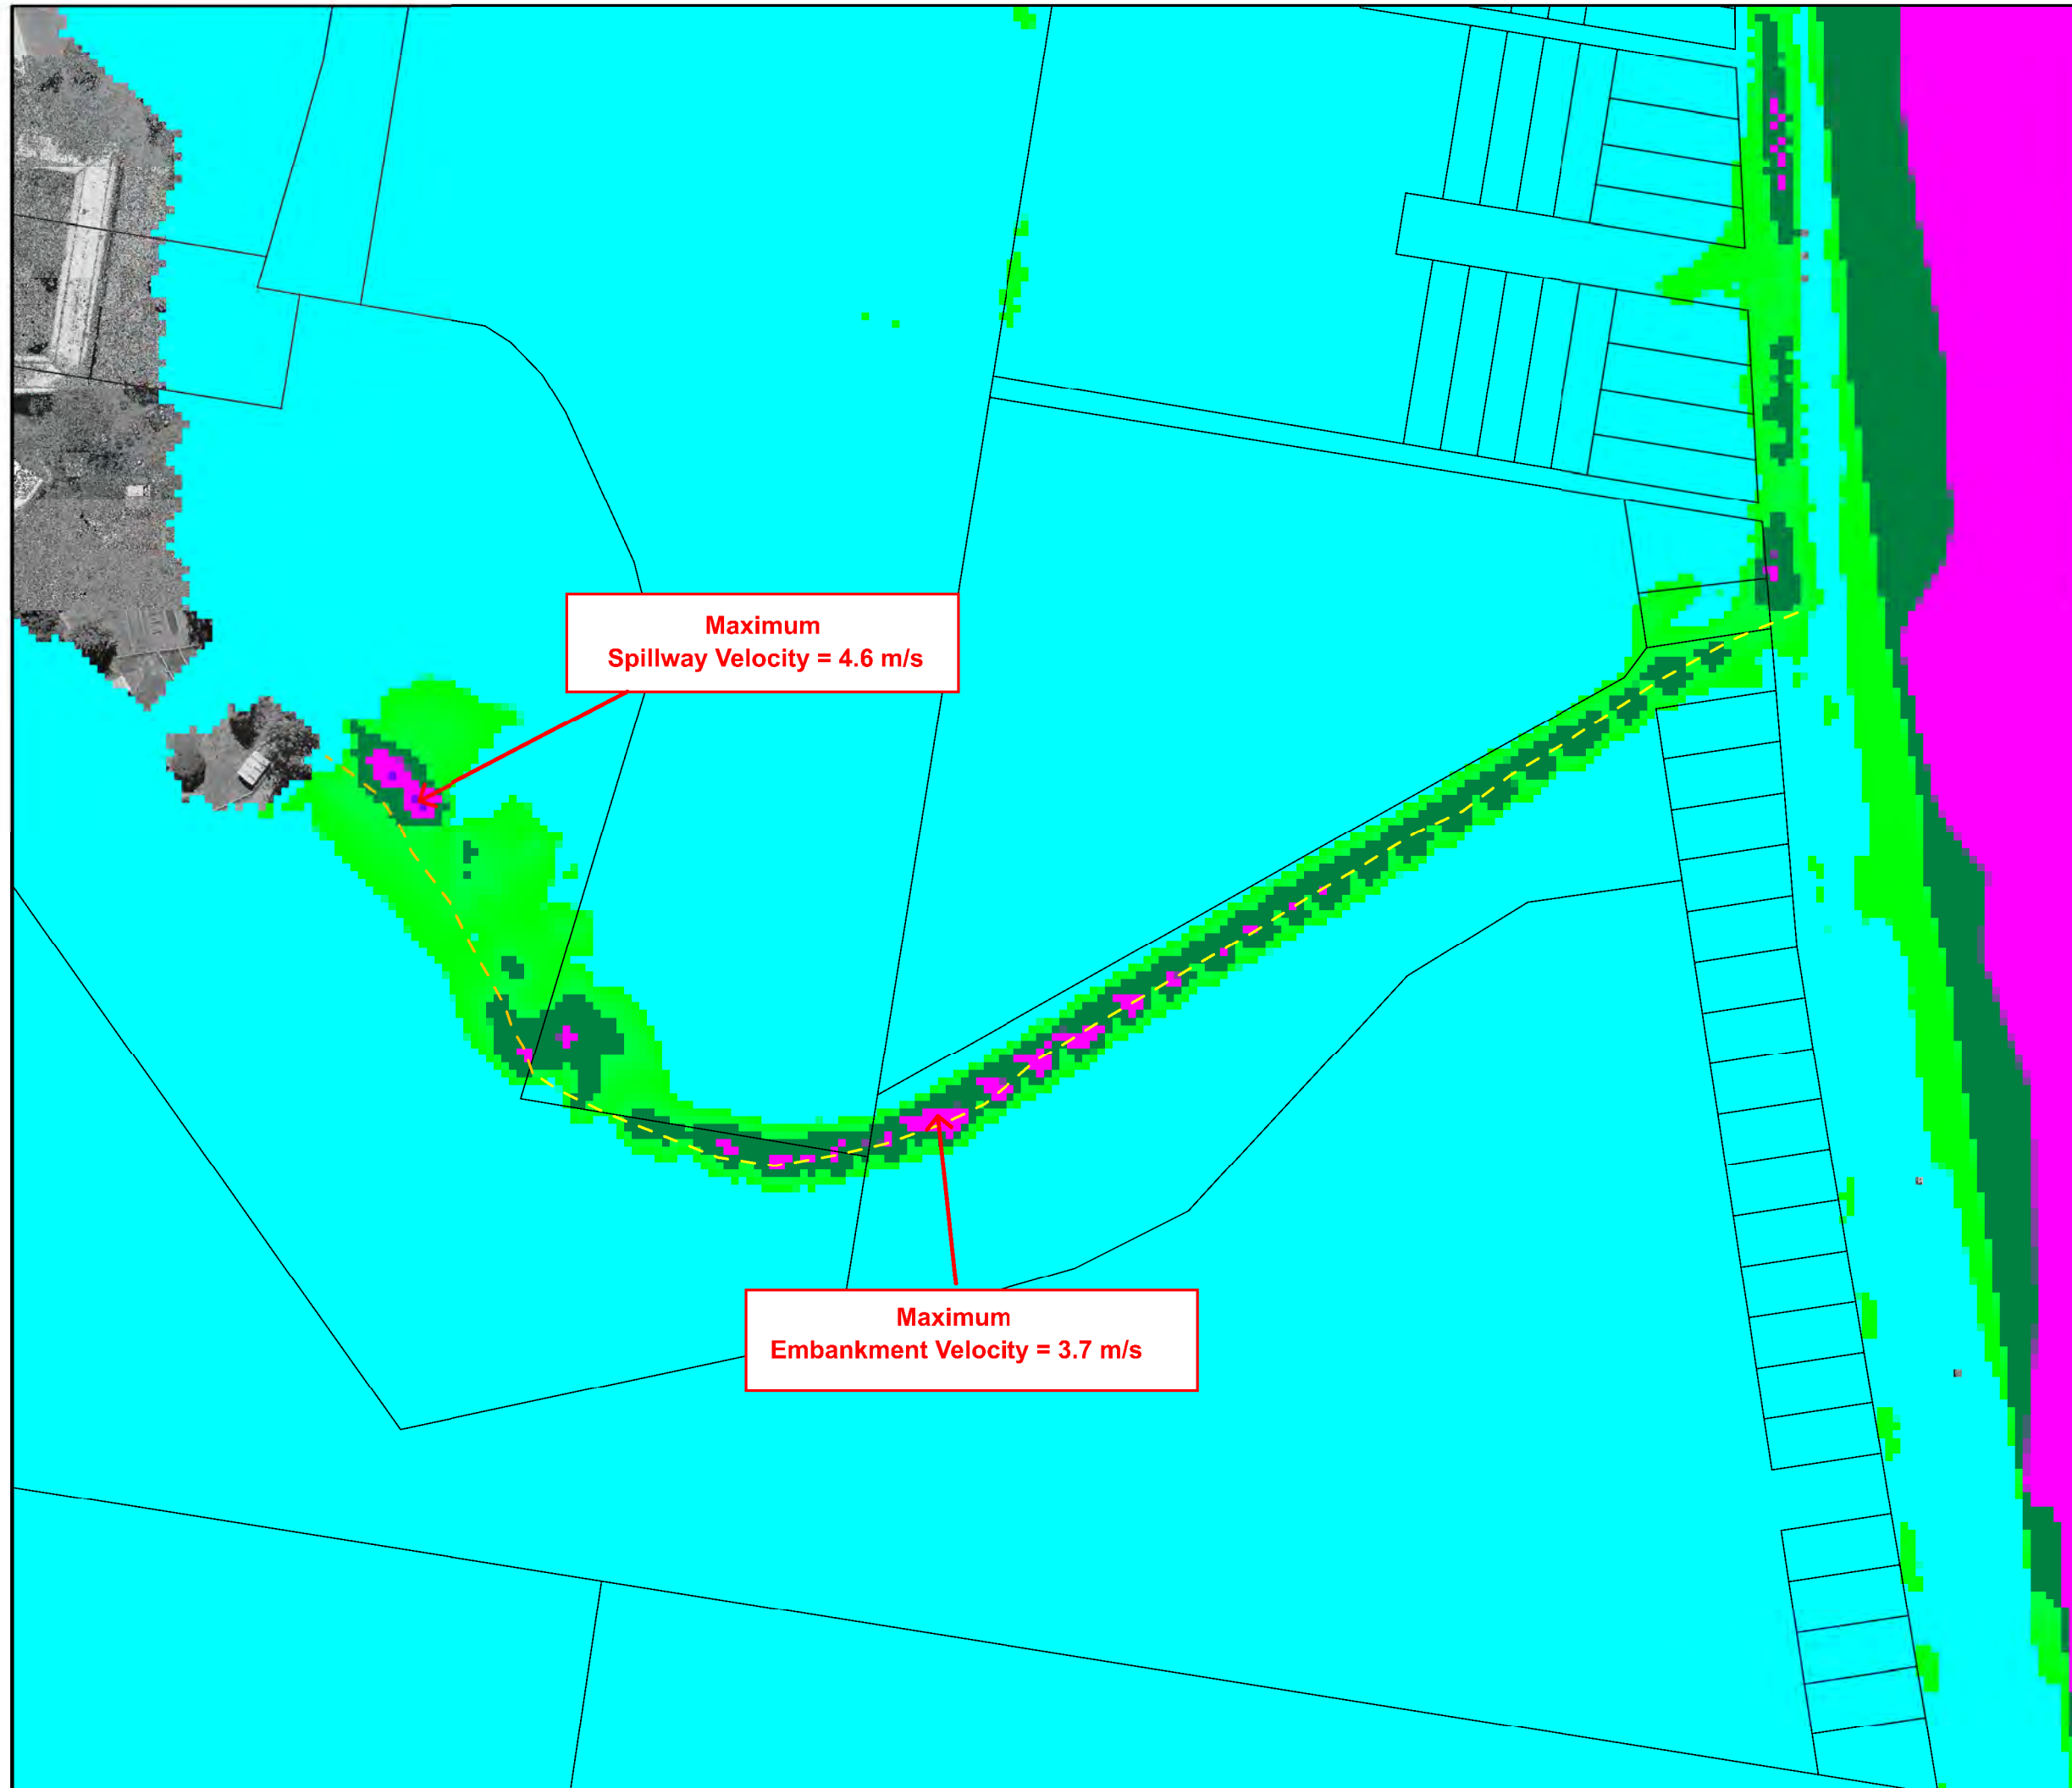 Maximum
Spillway Velocity = 4.6 m/s
Maximum
Embankment Velocity = 3.7 m/s